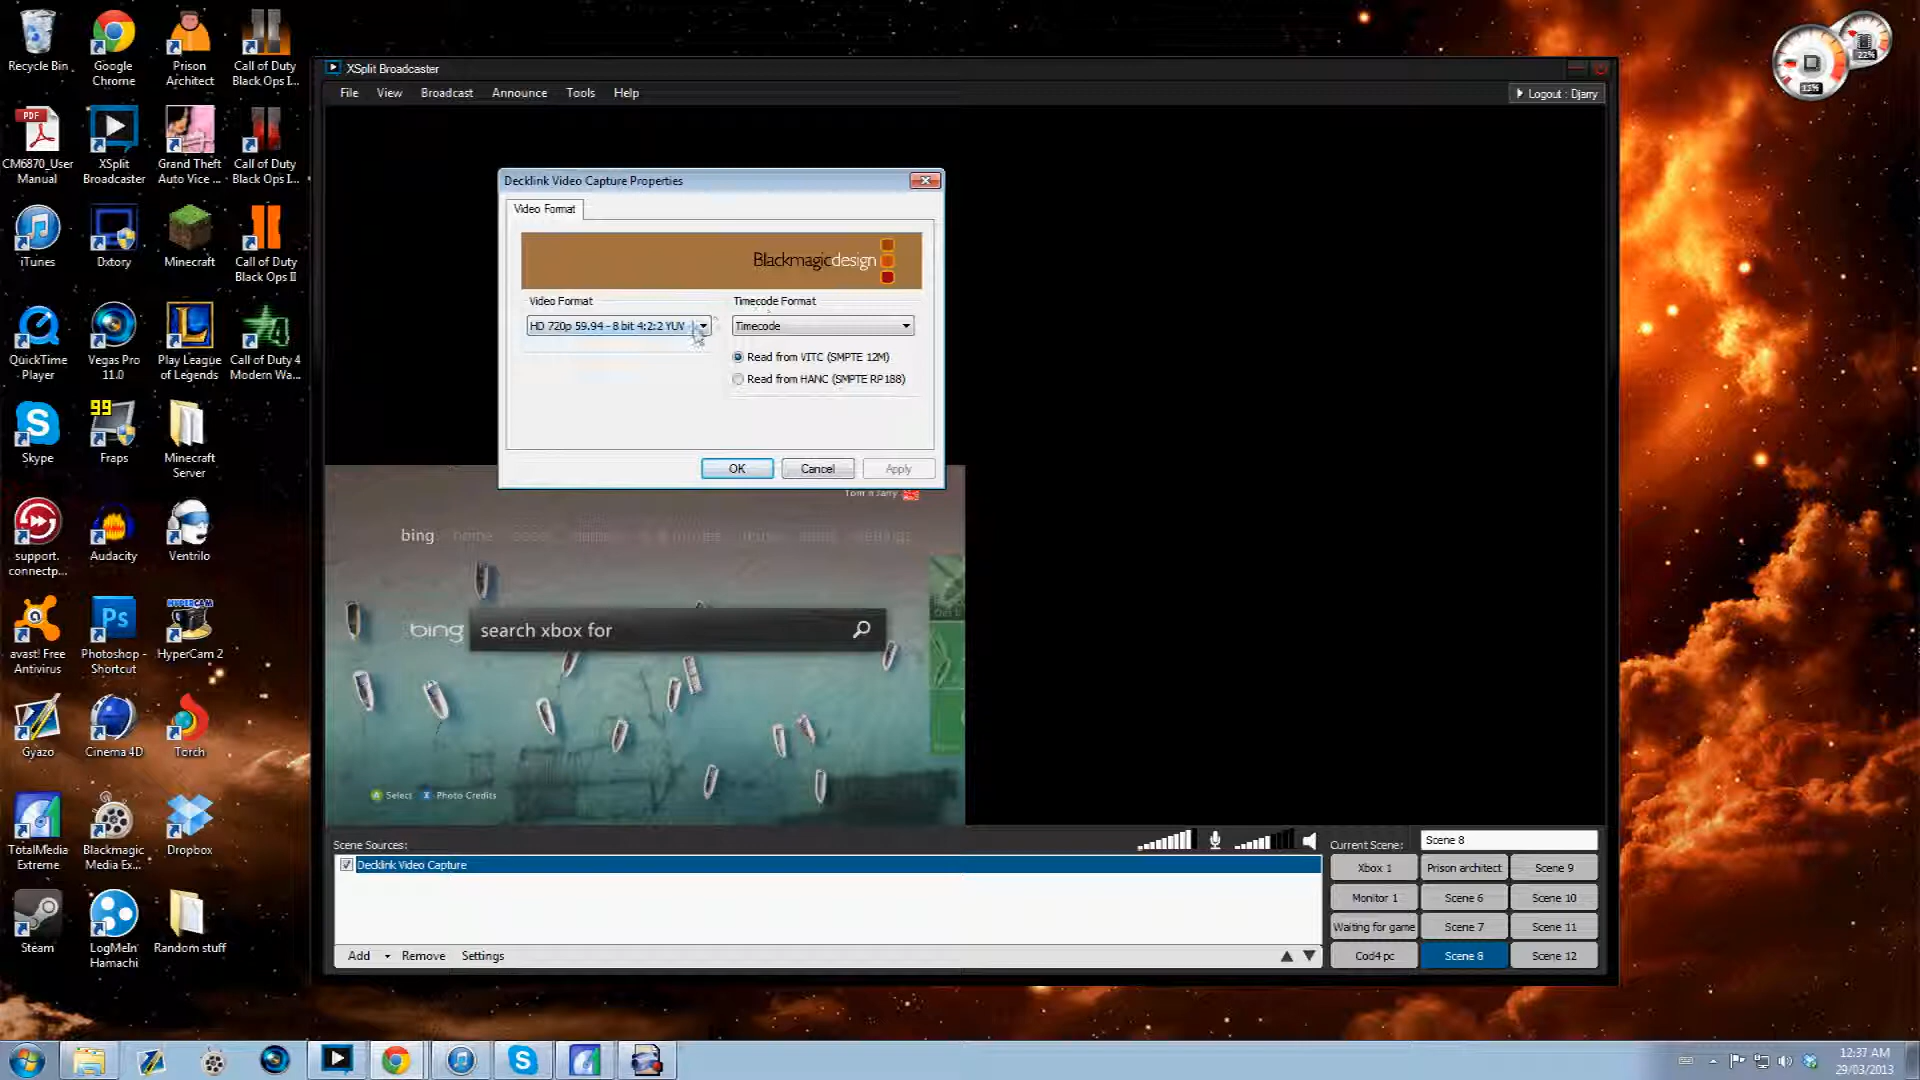 Recycle Bin
Google
Chrome
Prison
Architect
Call of Duty
Black Ops I...
CM6870_User
Manual
XSplit
Broadcaster
Grand Theft
Auto Vice ...
Call of Duty
Black Ops I...
iTunes
Dxtory
Minecraft
Call of Duty
Black Ops II
QuickTime
Player
Vegas Pro
11.0
Play League
of Legends
Call of Duty 4
Modern Wa...
99
Skype
Fraps
Minecraft
Server
support.
connectp...
Audacity
Ventrilo
avast! Free
Antivirus
Photoshop -
Shortcut
HYPERCAM
HyperCam 2
Gyazo
Cinema 4D
Torch
TotalMedia
Extreme
Blackmagic
Media Ex...
Dropbox
Steam
LogMeIn
Hamachi
Random stuff
PDF
Ps
XSplit Broadcaster
File View Broadcast Announce Tools Help
Logout : Djarry
Decklink Video Capture Properties
Video Format
Blackmagicdesign
Video Format
Timecode Format
HD 720p 59.94 - 8 bit 4:2:2 YUV
Timecode
Read from VITC (SMPTE 12M)
Read from HANC (SMPTE RP188)
OK Cancel Apply
Tom n Jarry
bing home
bing search xbox for
A Select X Photo Credits
Scene Sources:
Decklink Video Capture
Add Remove Settings
Current Scene: Scene 8
Xbox 1 Prison architect Scene 9
Monitor 1 Scene 6 Scene 10
Waiting for game Scene 7 Scene 11
Cod4 pc Scene 8 Scene 12
22%
13%
12:37 AM
29/03/2013